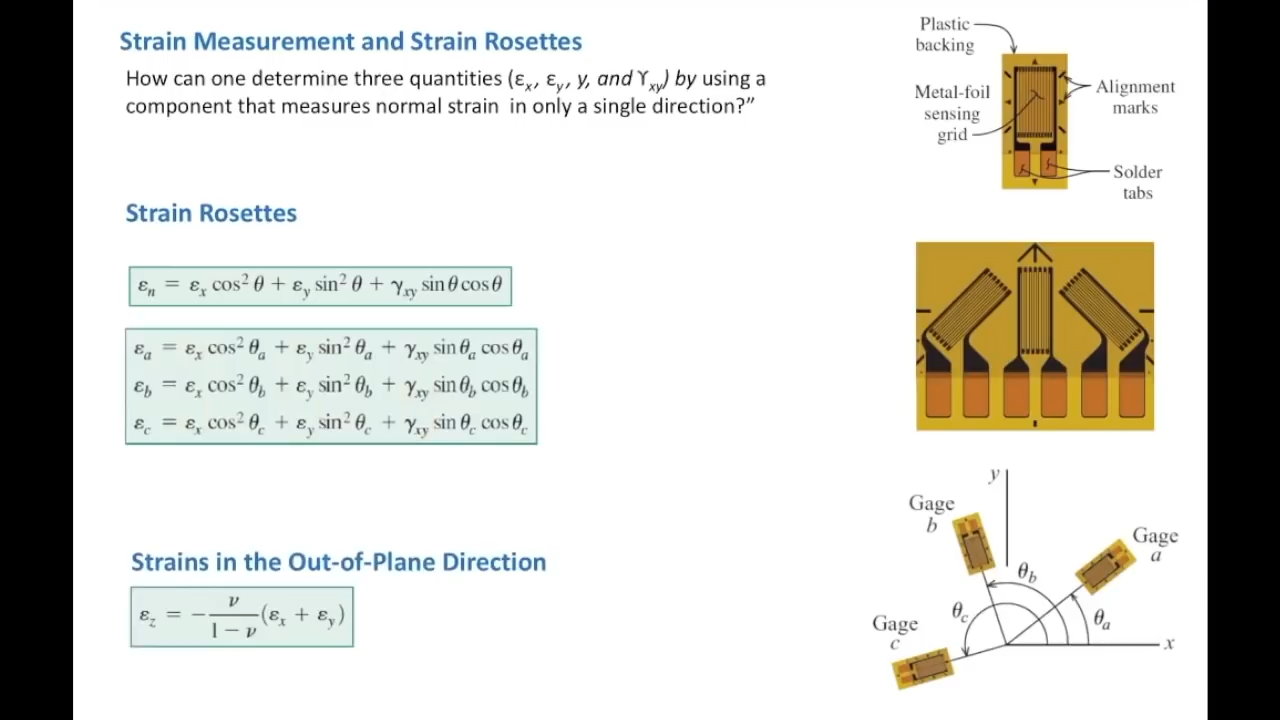 Strain Measurement and Strain Rosettes
How can one determine three quantities (εx, εy, y, and ϒxy) by using a
component that measures normal strain in only a single direction?”
Plastic
backing
Metal-foil
sensing
grid
Alignment
marks
Solder
tabs
Strain Rosettes
εn = εx cos² θ + εy sin² θ + γxy sin θ cos θ
εa = εx cos² θa + εy sin² θa + γxy sin θa cos θa
εb = εx cos² θb + εy sin² θb + γxy sin θb cos θb
εc = εx cos² θc + εy sin² θc + γxy sin θc cos θc
Strains in the Out-of-Plane Direction
εz = − ν / (1 − ν) (εx + εy)
y
Gage
b
Gage
a
θb
θc
θa
Gage
c
x